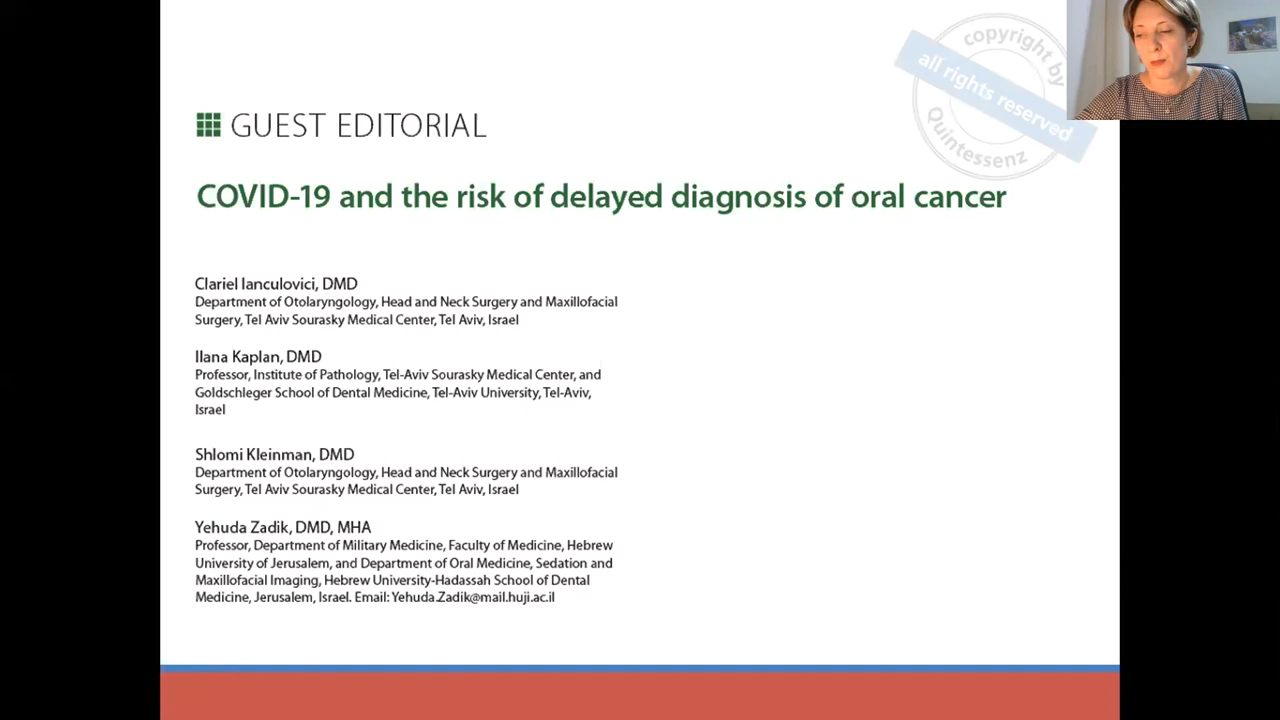 copyright by
all rights reserved
Quintessenz
GUEST EDITORIAL
COVID-19 and the risk of delayed diagnosis of oral cancer
Clariel Ianculovici, DMD
Department of Otolaryngology, Head and Neck Surgery and Maxillofacial
Surgery, Tel Aviv Sourasky Medical Center, Tel Aviv, Israel
Ilana Kaplan, DMD
Professor, Institute of Pathology, Tel-Aviv Sourasky Medical Center, and
Goldschleger School of Dental Medicine, Tel-Aviv University, Tel-Aviv,
Israel
Shlomi Kleinman, DMD
Department of Otolaryngology, Head and Neck Surgery and Maxillofacial
Surgery, Tel Aviv Sourasky Medical Center, Tel Aviv, Israel
Yehuda Zadik, DMD, MHA
Professor, Department of Military Medicine, Faculty of Medicine, Hebrew
University of Jerusalem, and Department of Oral Medicine, Sedation and
Maxillofacial Imaging, Hebrew University-Hadassah School of Dental
Medicine, Jerusalem, Israel. Email: Yehuda.Zadik@mail.huji.ac.il